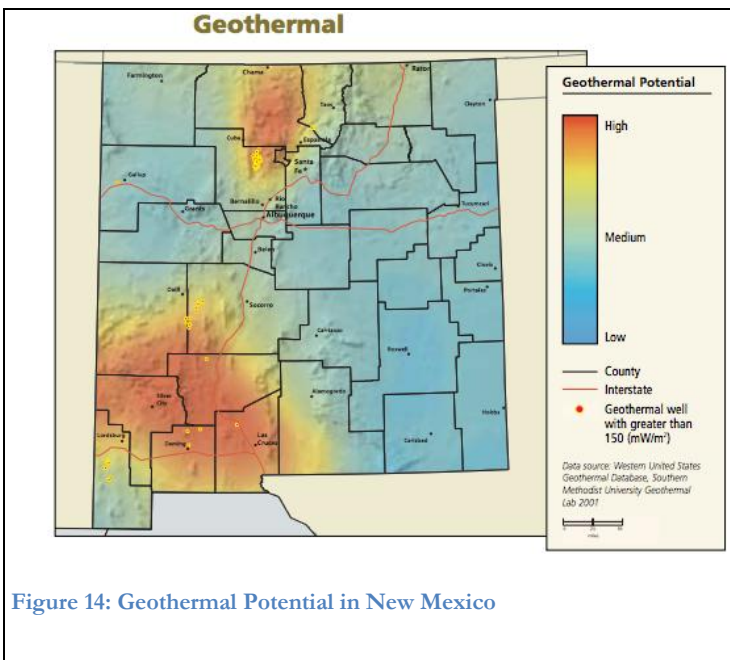 Geothermal
Farmington
Chama
Raton
Taos
Clayton
Cuba
Española
Santa
Fe
Gallup
Grants
Bernalillo
Rio
Rancho
Albuquerque
Tucumcari
Belen
Clovis
Portales
Datil
Socorro
Carrizozo
Roswell
Silver
City
Alamogordo
Hobbs
Lordsburg
Deming
Las
Cruces
Carlsbad
Geothermal Potential
High
Medium
Low
County
Interstate
Geothermal well
with greater than
150 (mW/m²)
Data source: Western United States
Geothermal Database, Southern
Methodist University Geothermal
Lab 2001
Figure 14: Geothermal Potential in New Mexico